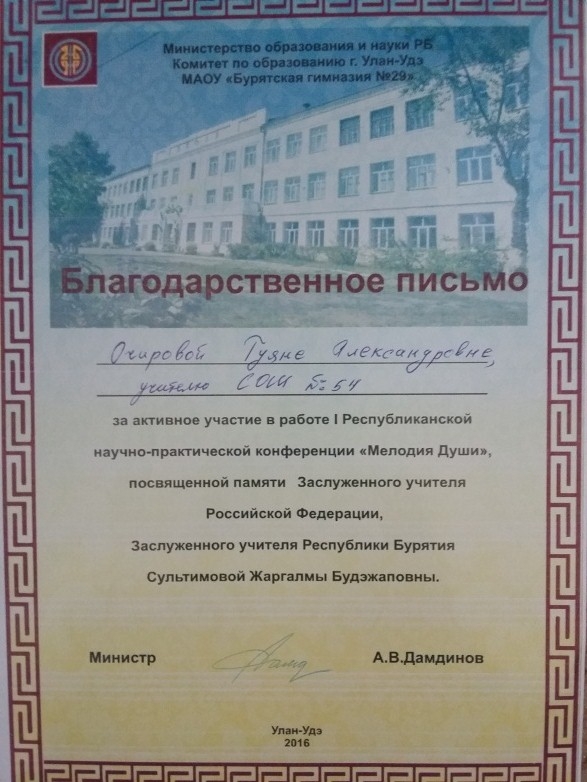 Министерство образования и науки РБ
Комитет по образованию г. Улан-Удэ
МАОУ «Бурятская гимназия №29»
Благодарственное письмо
Очировой Туяне Александровне,
учителю СОШ №54
за активное участие в работе I Республиканской
научно-практической конференции «Мелодия Души»,
посвященной памяти Заслуженного учителя
Российской Федерации,
Заслуженного учителя Республики Бурятия
Сультимовой Жаргалмы Будэжаповны.
Министр А.В.Дамдинов
Улан-Удэ
2016